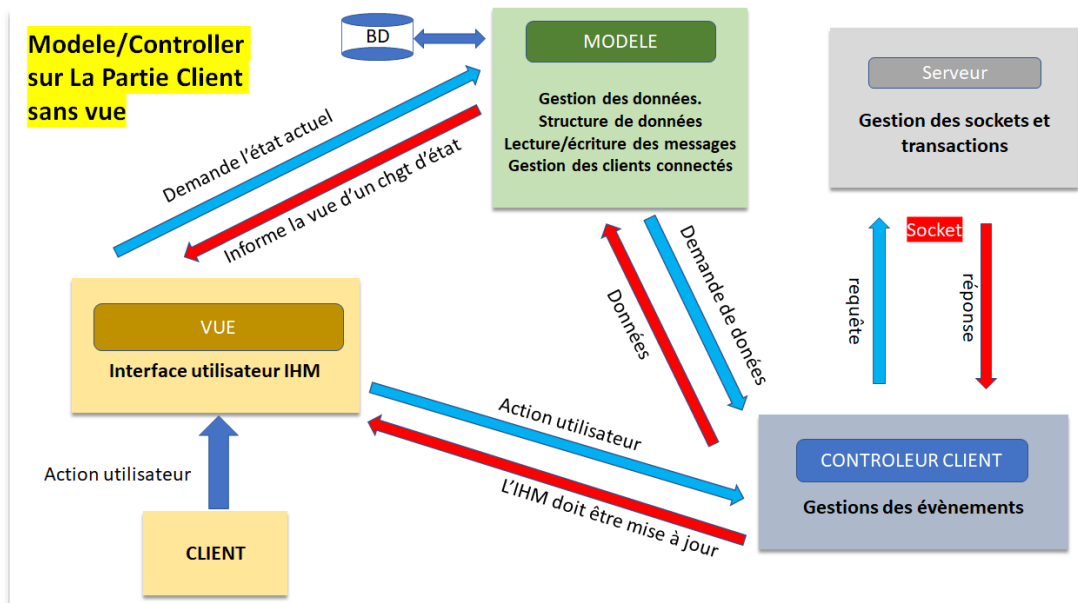 Modele/Controller
sur La Partie Client
sans vue
BD
MODELE
Gestion des données.
Structure de données
Lecture/écriture des messages
Gestion des clients connectés
Serveur
Gestion des sockets et
transactions
Demande l’état actuel
Informe la vue d’un chgt d’état
Socket
requête
réponse
Demande de donées
Données
VUE
Interface utilisateur IHM
Action utilisateur
L’IHM doit être mise à jour
CONTROLEUR CLIENT
Gestions des évènements
Action utilisateur
CLIENT